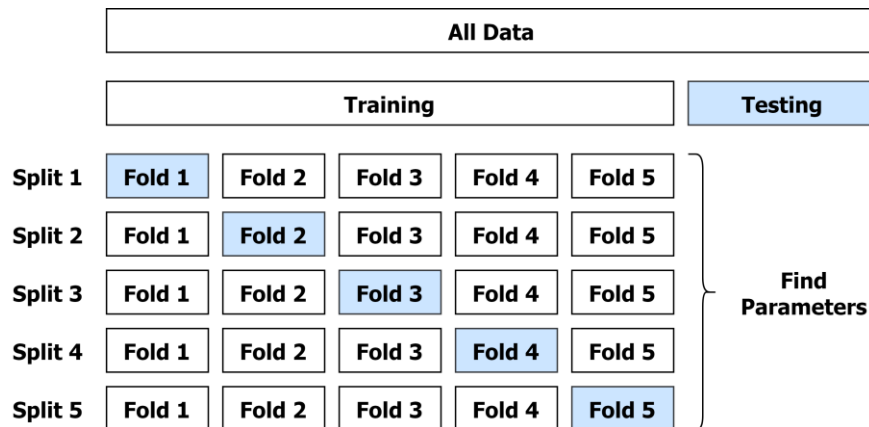 All Data
Training Testing
Split 1 Fold 1 Fold 2 Fold 3 Fold 4 Fold 5
Split 2 Fold 1 Fold 2 Fold 3 Fold 4 Fold 5
Split 3 Fold 1 Fold 2 Fold 3 Fold 4 Fold 5
Split 4 Fold 1 Fold 2 Fold 3 Fold 4 Fold 5
Split 5 Fold 1 Fold 2 Fold 3 Fold 4 Fold 5
Find
Parameters